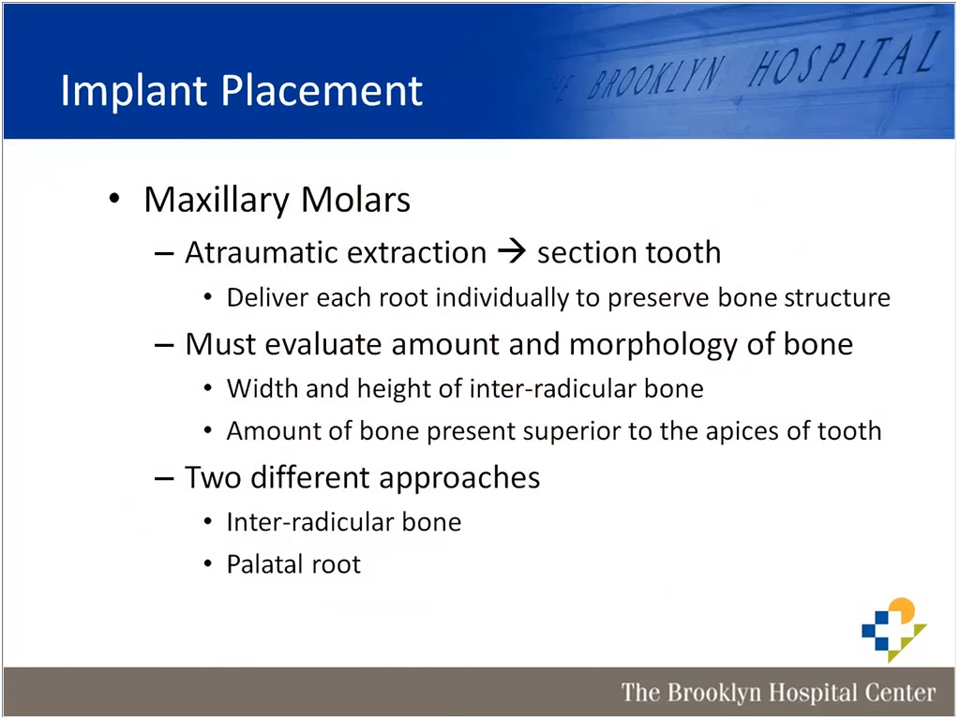 THE BROOKLYN HOSPITAL
Implant Placement
• Maxillary Molars
– Atraumatic extraction → section tooth
• Deliver each root individually to preserve bone structure
– Must evaluate amount and morphology of bone
• Width and height of inter-radicular bone
• Amount of bone present superior to the apices of tooth
– Two different approaches
• Inter-radicular bone
• Palatal root
The Brooklyn Hospital Center